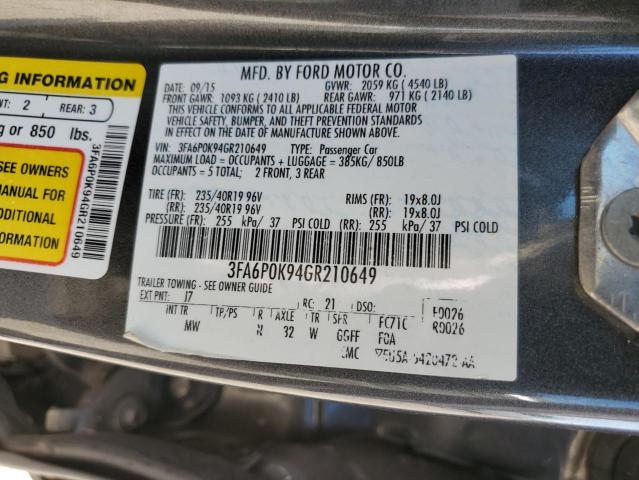 NG INFORMATION
NT: 2 REAR: 3
g or 850 lbs.
SEE OWNERS
MANUAL FOR
ADDITIONAL
INFORMATION
3FA6P0K94GR210649
MFD. BY FORD MOTOR CO.
DATE: 09/15 GVWR: 2059 KG ( 4540 LB)
FRONT GAWR: 1093 KG ( 2410 LB) REAR GAWR: 971 KG ( 2140 LB)
THIS VEHICLE CONFORMS TO ALL APPLICABLE FEDERAL MOTOR
VEHICLE SAFETY, BUMPER, AND THEFT PREVENTION STANDARDS
IN EFFECT ON THE DATE OF MANUFACTURE SHOWN ABOVE.
VIN: 3FA6P0K94GR210649 TYPE: Passenger Car
MAXIMUM LOAD = OCCUPANTS + LUGGAGE = 385KG/850LB
OCCUPANTS = 5 TOTAL; 2 FRONT, 3 REAR
TIRE (FR): 235/40R19 96V RIMS (FR): 19x8.0J
(RR): 235/40R19 96V (RR): 19x8.0J
PRESSURE (FR): 255 kPa/ 37 PSI COLD (RR): 255 kPa/ 37 PSI COLD
3FA6P0K94GR210649
TRAILER TOWING - SEE OWNER GUIDE
EXT PNT: J7 RC: 21 DSO: F0026
INT TR TP/PS R AXLE TR SPR FC71C R0026
MW 32 W GGFF